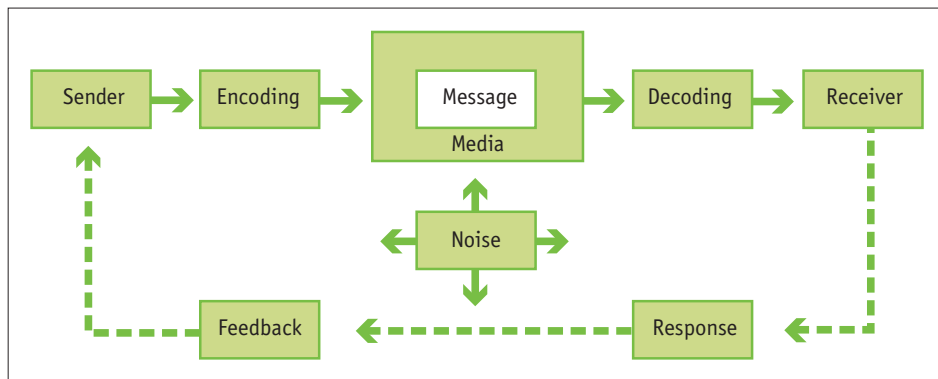 Sender
Encoding
Message
Media
Decoding
Receiver
Noise
Feedback
Response